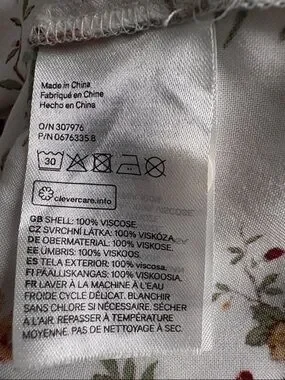 Made in China
Fabriqué en Chine
Hecho en China
O/N 307976
P/N 0676335.8
30
clevercare.info
GB SHELL: 100% VISCOSE.
CZ SVRCHNÍ LÁTKA: 100% VISKÓZA.
DE OBERMATERIAL: 100% VISKOSE.
EE ÜMBRIS: 100% VISKOOS
ES TELA EXTERIOR: 100% viscosa.
FI PÄÄLLISKANGAS: 100% VISKOOSIA.
FR LAVER À LA MACHINE À L'EAU
FROIDE CYCLE DÉLICAT. BLANCHIR
SANS CHLORE SI NÉCESSAIRE. SÉCHER
À L'AIR. REPASSER À TEMPÉRATURE
MOYENNE. PAS DE NETTOYAGE À SEC.